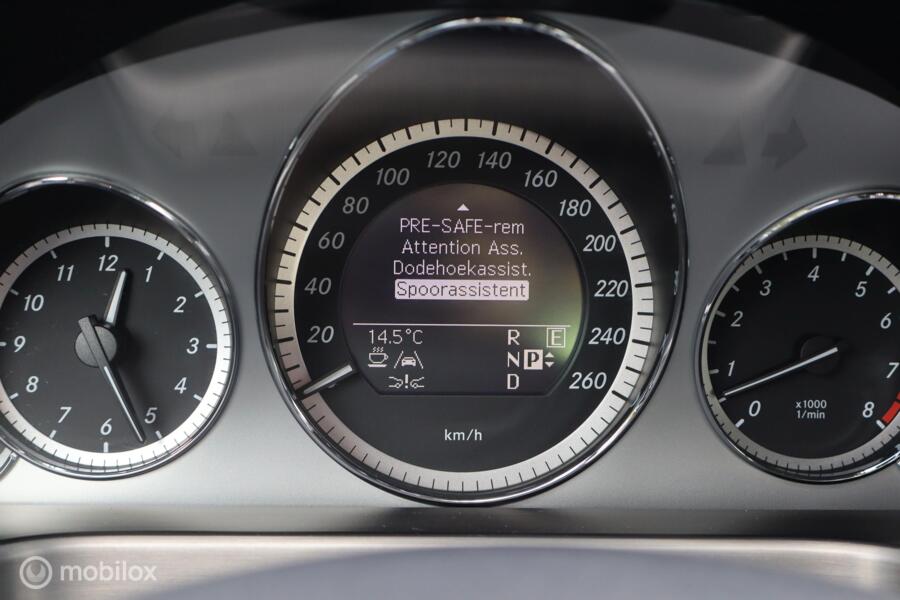 12
1
2
3
4
5
6
7
8
9
10
11
20
40
60
80
100
120
140
160
180
200
220
240
260
PRE-SAFE-rem
Attention Ass.
Dodehoekassist.
Spoorassistent
14.5°C
R E
N P
D
km/h
0
1
2
3
4
5
6
7
8
x1000
1/min
mobilox